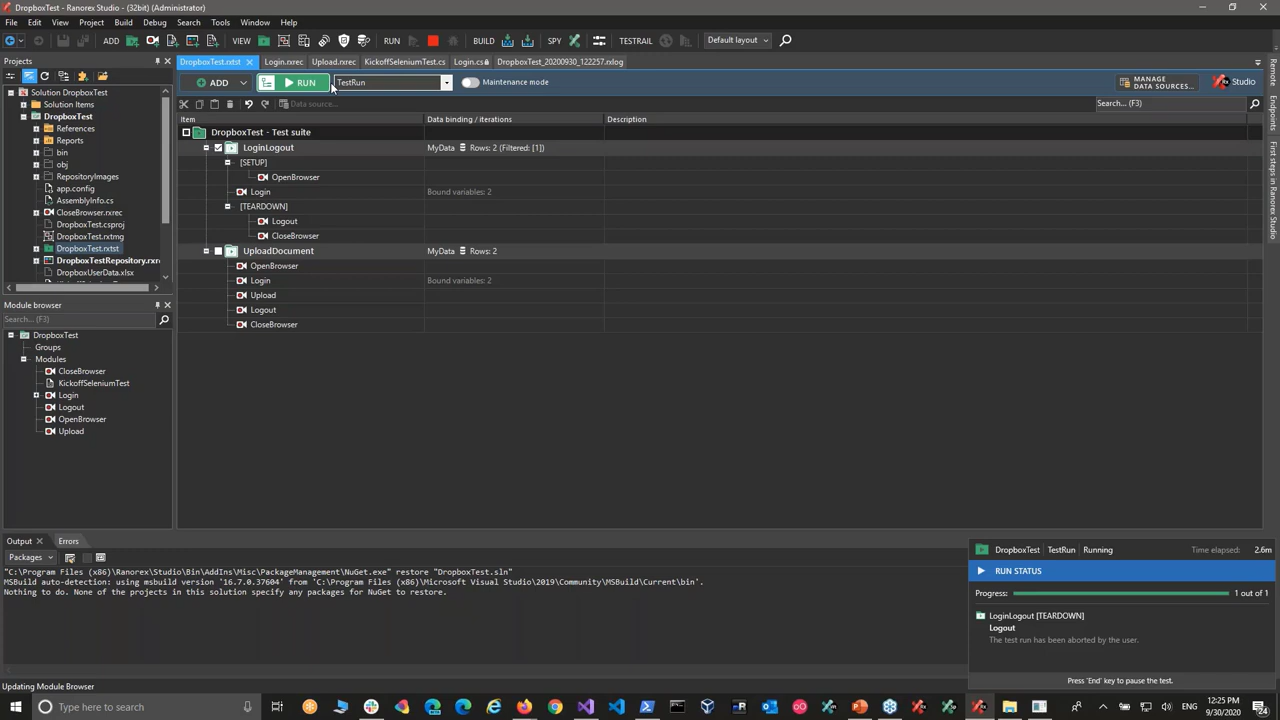 DropboxTest - Ranorex Studio - (32bit) (Administrator)
File Edit View Project Build Debug Search Tools Window Help
ADD VIEW RUN BUILD SPY TESTRAIL Default layout
Projects
DropboxTest.rxtst Login.rxrec Upload.rxrec KickoffSeleniumTest.cs Login.cs DropboxTest_20200930_122257.rxlog
ADD RUN TestRun Maintenance mode MANAGE DATA SOURCES... Studio
Data source... Search... (F3)
Item Data binding / iterations Description
Solution DropboxTest
Solution Items
DropboxTest
References
Reports
bin
obj
RepositoryImages
app.config
AssemblyInfo.cs
CloseBrowser.rxrec
DropboxTest.csproj
DropboxTest.rxtmg
DropboxTest.rxtst
DropboxTestRepository.rxre
DropboxUserData.xlsx
DropboxTest - Test suite
LoginLogout MyData Rows: 2 (Filtered: [1])
[SETUP]
OpenBrowser
Login Bound variables: 2
[TEARDOWN]
Logout
CloseBrowser
UploadDocument MyData Rows: 2
OpenBrowser
Login Bound variables: 2
Upload
Logout
CloseBrowser
Module browser
Search... (F3)
DropboxTest
Groups
Modules
CloseBrowser
KickoffSeleniumTest
Login
Logout
OpenBrowser
Upload
Remote
Endpoints
First steps in Ranorex Studio
Output Errors
Packages
"C:\Program Files (x86)\Ranorex\Studio\Bin\AddIns\Misc\PackageManagement\NuGet.exe" restore "DropboxTest.sln"
MSBuild auto-detection: using msbuild version '16.7.0.37604' from 'C:\Program Files (x86)\Microsoft Visual Studio\2019\Community\MSBuild\Current\bin'.
Nothing to do. None of the projects in this solution specify any packages for NuGet to restore.
DropboxTest TestRun Running Time elapsed: 2.6m
RUN STATUS
Progress: 1 out of 1
LoginLogout [TEARDOWN]
Logout
The test run has been aborted by the user.
Press 'End' key to pause the test.
Updating Module Browser
Type here to search
12:25 PM
9/30/2020
24